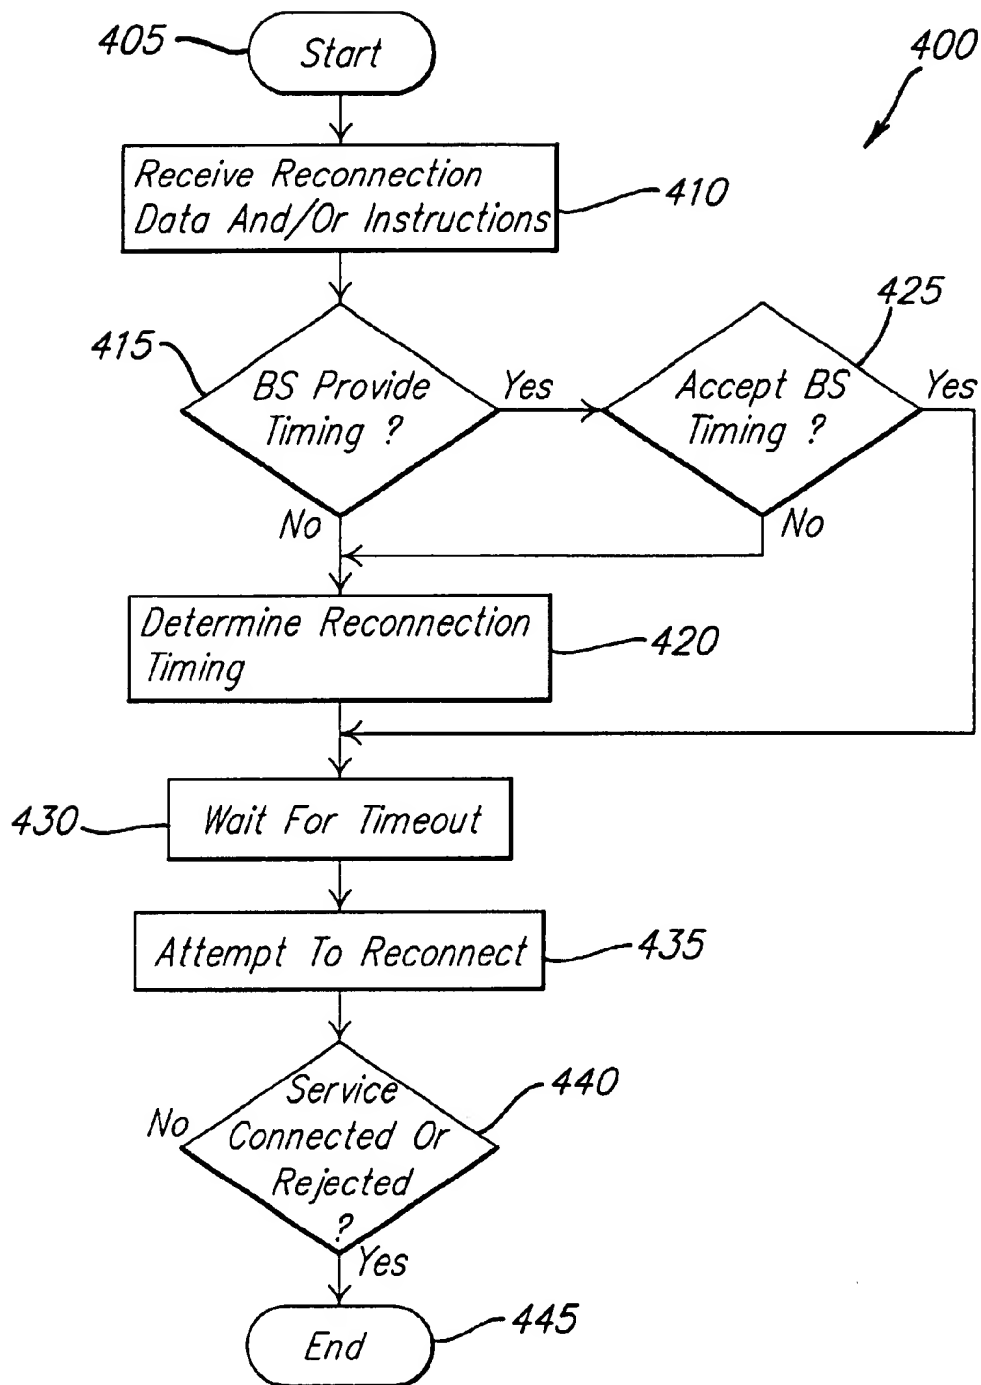 405
Start
400
Receive Reconnection
Data And/Or Instructions
410
415
BS Provide
Timing ?
Yes
425
Accept BS
Timing ?
Yes
No
No
Determine Reconnection
Timing
420
430
Wait For Timeout
Attempt To Reconnect
435
440
No
Service
Connected Or
Rejected
?
Yes
End
445